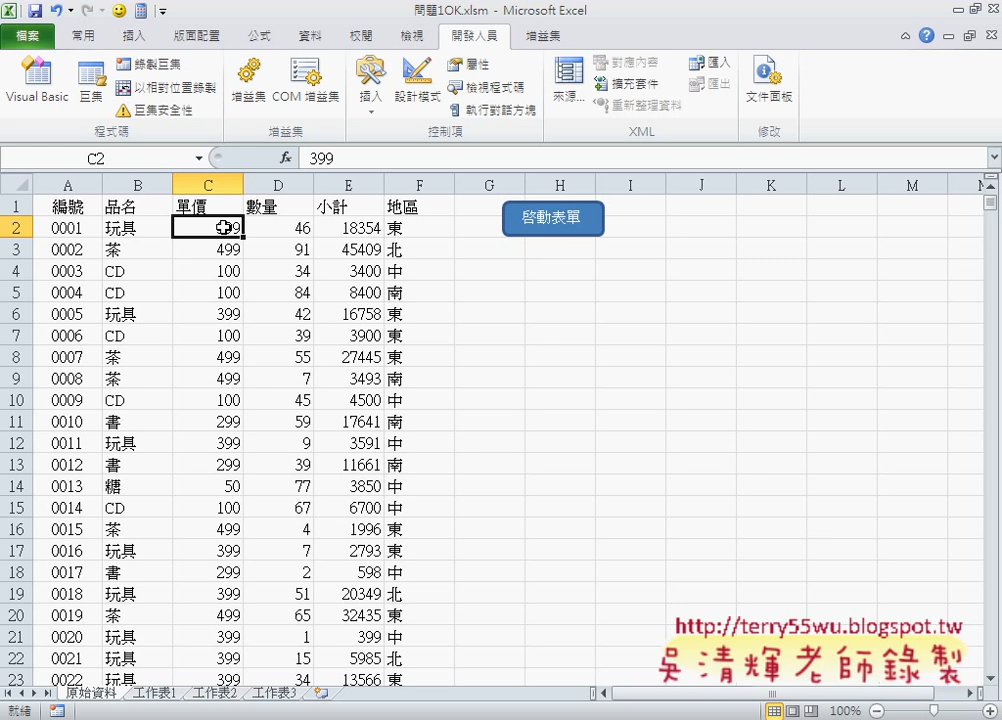 問題1OK.xlsm - Microsoft Excel
檔案 常用 插入 版面配置 公式 資料 校閱 檢視 開發人員 增益集
Visual Basic 巨集 錄製巨集 以相對位置錄製 巨集安全性 程式碼
增益集 COM 增益集 增益集
插入 設計模式 屬性 檢視程式碼 執行對話方塊 控制項
來源... 對應內容 擴充套件 重新整理資料 匯入 匯出 XML
文件面板 修改
C2 fx 399
A B C D E F G H I J K L M N
1 編號 品名 單價 數量 小計 地區 啟動表單
2 0001 玩具 399 46 18354 東
3 0002 茶 499 91 45409 北
4 0003 CD 100 34 3400 中
5 0004 CD 100 84 8400 南
6 0005 玩具 399 42 16758 東
7 0006 CD 100 39 3900 東
8 0007 茶 499 55 27445 東
9 0008 茶 499 7 3493 南
10 0009 CD 100 45 4500 中
11 0010 書 299 59 17641 南
12 0011 玩具 399 9 3591 中
13 0012 書 299 39 11661 南
14 0013 糖 50 77 3850 中
15 0014 CD 100 67 6700 中
16 0015 茶 499 4 1996 東
17 0016 玩具 399 7 2793 東
18 0017 書 299 2 598 中
19 0018 玩具 399 51 20349 北
20 0019 茶 499 65 32435 東
21 0020 玩具 399 1 399 中
22 0021 玩具 399 15 5985 北
23 0022 玩具 399 34 13566 東
http://terry55wu.blogspot.tw
吳清輝老師錄製
原始資料 工作表1 工作表2 工作表3
就緒 100%